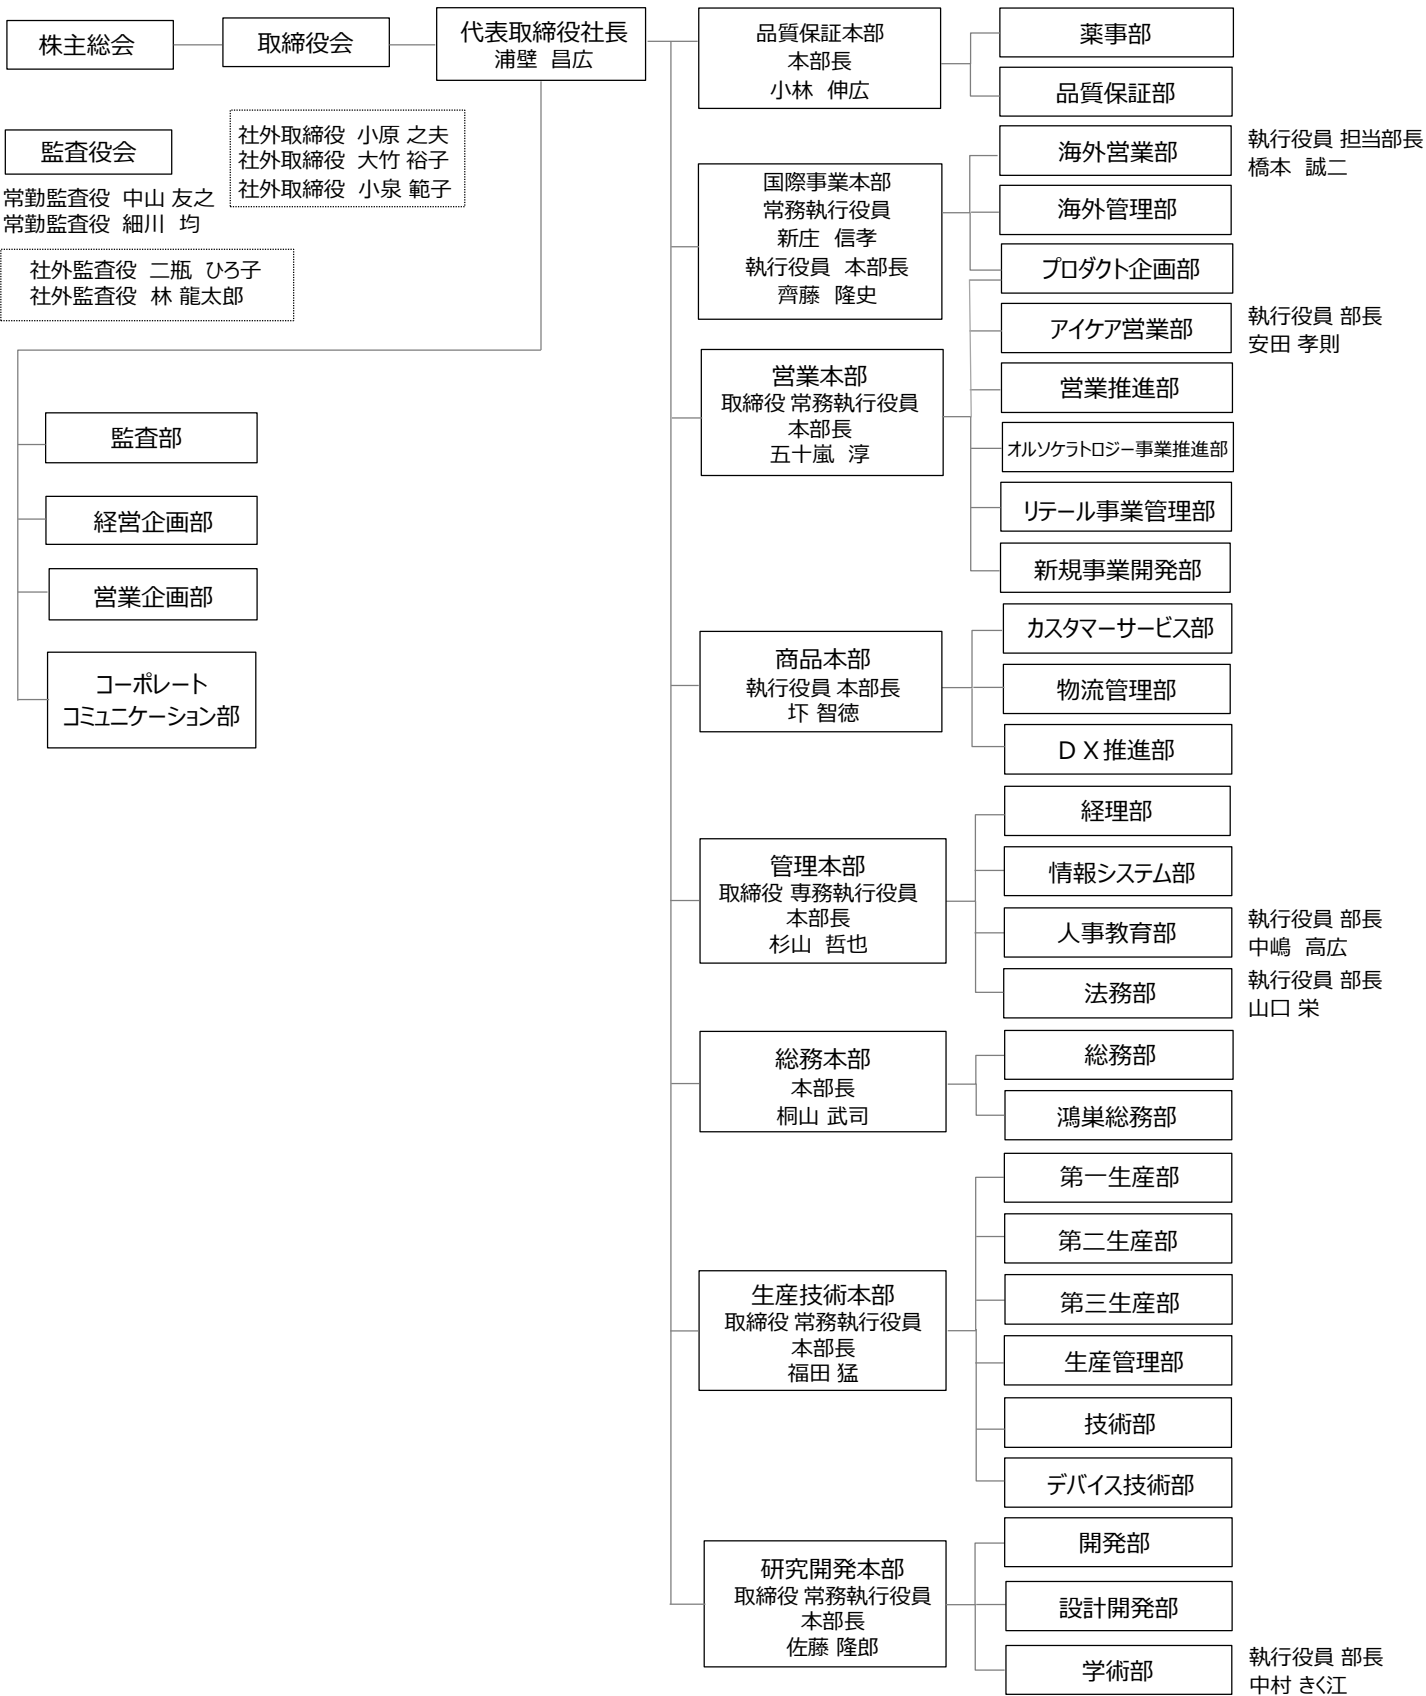 株主総会
取締役会
代表取締役社長
浦壁 昌広
監査役会
常勤監査役 中山 友之
常勤監査役 細川 均
社外取締役 小原 之夫
社外取締役 大竹 裕子
社外取締役 小泉 範子
社外監査役 二瓶 ひろ子
社外監査役 林 龍太郎
監査部
経営企画部
営業企画部
コーポレート
コミュニケーション部
品質保証本部
本部長
小林 伸広
薬事部
品質保証部
国際事業本部
常務執行役員
新庄 信孝
執行役員 本部長
齊藤 隆史
海外営業部
執行役員 担当部長
橋本 誠二
海外管理部
プロダクト企画部
営業本部
取締役 常務執行役員
本部長
五十嵐 淳
アイケア営業部
執行役員 部長
安田 孝則
営業推進部
オルソケラトロジー事業推進部
リテール事業管理部
新規事業開発部
商品本部
執行役員 本部長
圷 智徳
カスタマーサービス部
物流管理部
DX推進部
管理本部
取締役 専務執行役員
本部長
杉山 哲也
経理部
情報システム部
人事教育部
執行役員 部長
中嶋 高広
法務部
執行役員 部長
山口 栄
総務本部
本部長
桐山 武司
総務部
鴻巣総務部
生産技術本部
取締役 常務執行役員
本部長
福田 猛
第一生産部
第二生産部
第三生産部
生産管理部
技術部
デバイス技術部
研究開発本部
取締役 常務執行役員
本部長
佐藤 隆郎
開発部
設計開発部
学術部
執行役員 部長
中村 きく江